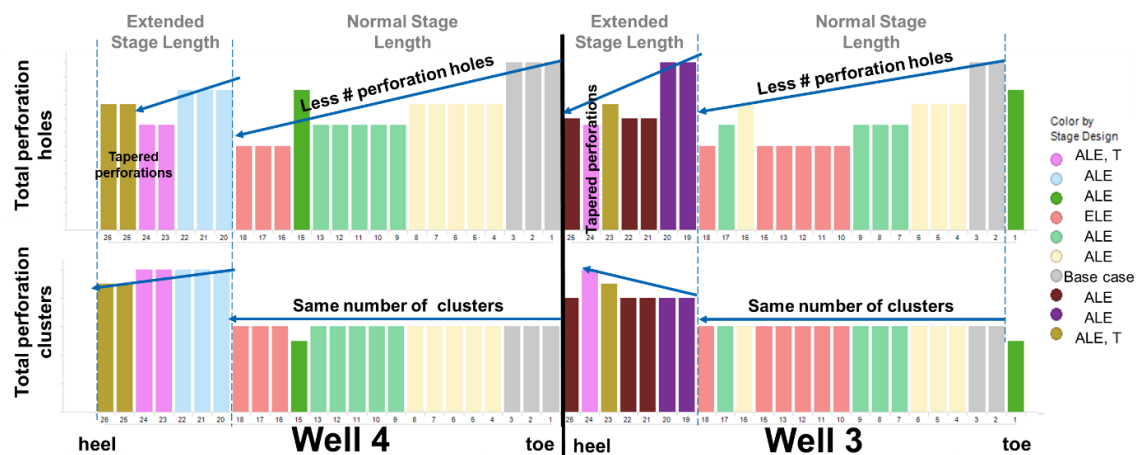 Extended
Stage Length
Normal Stage
Length
Extended
Stage Length
Normal Stage
Length
Total perforation
holes
Less # perforation holes
Tapered
perforations
Tapered perforations
Less # perforation holes
26 25 24 23 22 21 20 18 17 16 15 13 12 11 10 9 8 7 6 5 4 3 2 1
25 24 23 22 21 20 19 18 17 16 15 13 12 11 10 9 8 7 6 5 4 3 2 1
Total perforation
clusters
Same number of clusters
Same number of clusters
26 25 24 23 22 21 20 18 17 16 15 13 12 11 10 9 8 7 6 5 4 3 2 1
25 24 23 22 21 20 19 18 17 16 15 13 12 11 10 9 8 7 6 5 4 3 2 1
heel
Well 4
toe
heel
Well 3
toe
Color by
Stage Design
ALE, T
ALE
ALE
ELE
ALE
ALE
Base case
ALE
ALE
ALE, T